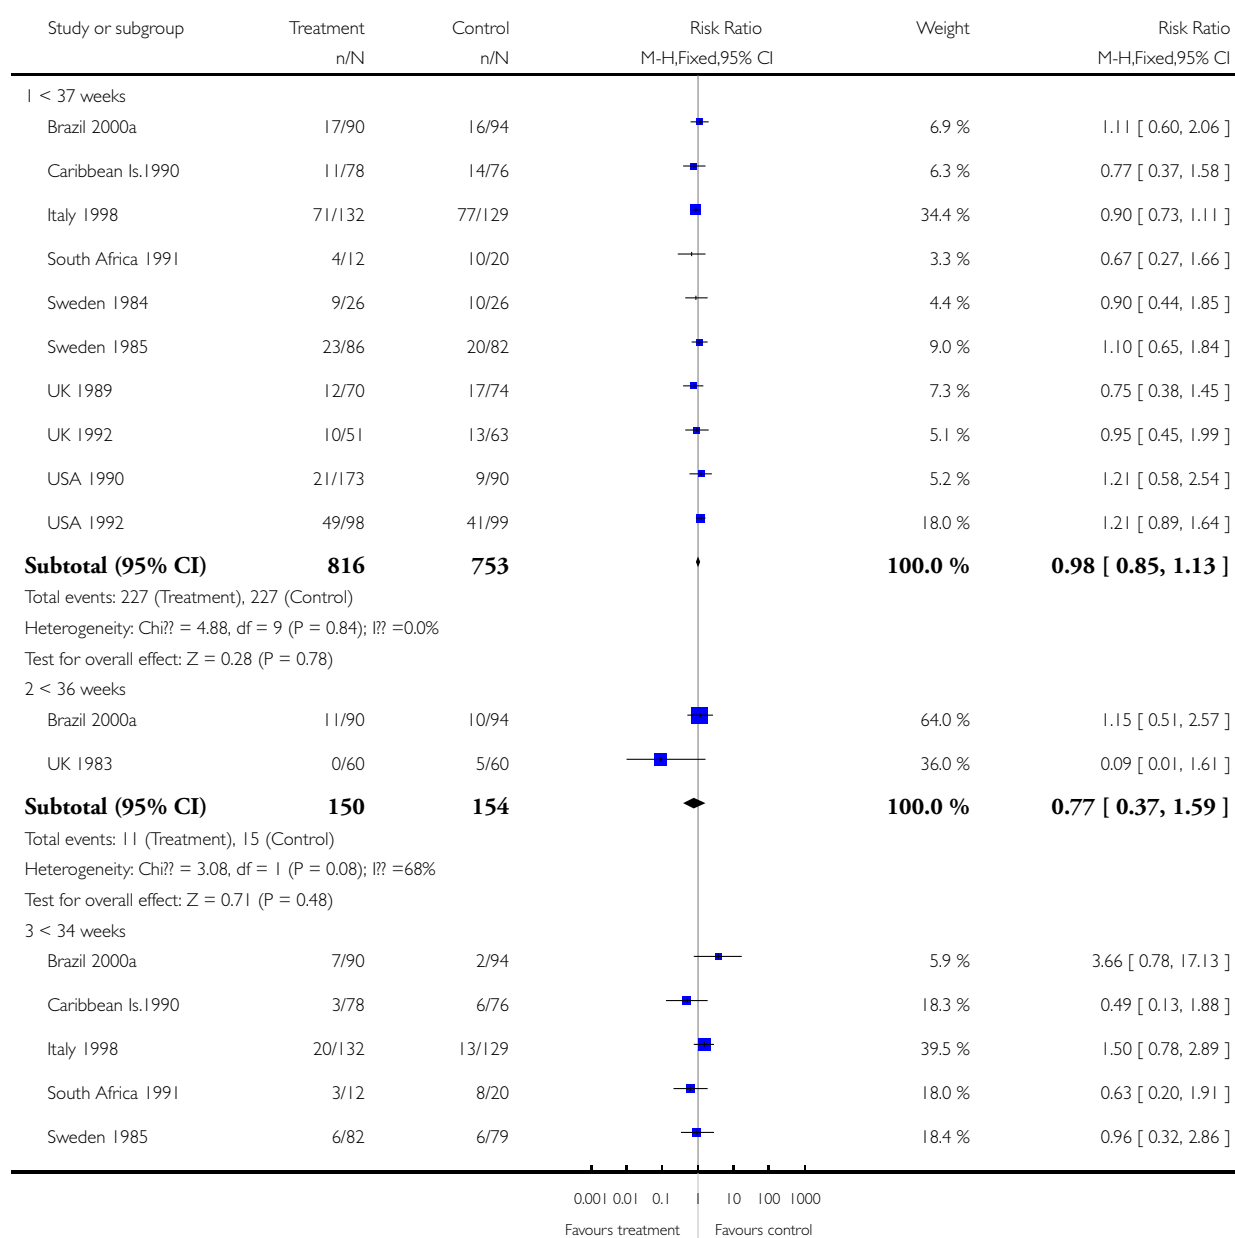 Study or subgroup Treatment Control Risk Ratio Weight Risk Ratio
n/N n/N M-H,Fixed,95% CI M-H,Fixed,95% CI
1 < 37 weeks
Brazil 2000a 17/90 16/94 6.9 % 1.11 [ 0.60, 2.06 ]
Caribbean Is.1990 11/78 14/76 6.3 % 0.77 [ 0.37, 1.58 ]
Italy 1998 71/132 77/129 34.4 % 0.90 [ 0.73, 1.11 ]
South Africa 1991 4/12 10/20 3.3 % 0.67 [ 0.27, 1.66 ]
Sweden 1984 9/26 10/26 4.4 % 0.90 [ 0.44, 1.85 ]
Sweden 1985 23/86 20/82 9.0 % 1.10 [ 0.65, 1.84 ]
UK 1989 12/70 17/74 7.3 % 0.75 [ 0.38, 1.45 ]
UK 1992 10/51 13/63 5.1 % 0.95 [ 0.45, 1.99 ]
USA 1990 21/173 9/90 5.2 % 1.21 [ 0.58, 2.54 ]
USA 1992 49/98 41/99 18.0 % 1.21 [ 0.89, 1.64 ]
Subtotal (95% CI) 816 753 100.0 % 0.98 [ 0.85, 1.13 ]
Total events: 227 (Treatment), 227 (Control)
Heterogeneity: Chi?? = 4.88, df = 9 (P = 0.84); I?? =0.0%
Test for overall effect: Z = 0.28 (P = 0.78)
2 < 36 weeks
Brazil 2000a 11/90 10/94 64.0 % 1.15 [ 0.51, 2.57 ]
UK 1983 0/60 5/60 36.0 % 0.09 [ 0.01, 1.61 ]
Subtotal (95% CI) 150 154 100.0 % 0.77 [ 0.37, 1.59 ]
Total events: 11 (Treatment), 15 (Control)
Heterogeneity: Chi?? = 3.08, df = 1 (P = 0.08); I?? =68%
Test for overall effect: Z = 0.71 (P = 0.48)
3 < 34 weeks
Brazil 2000a 7/90 2/94 5.9 % 3.66 [ 0.78, 17.13 ]
Caribbean Is.1990 3/78 6/76 18.3 % 0.49 [ 0.13, 1.88 ]
Italy 1998 20/132 13/129 39.5 % 1.50 [ 0.78, 2.89 ]
South Africa 1991 3/12 8/20 18.0 % 0.63 [ 0.20, 1.91 ]
Sweden 1985 6/82 6/79 18.4 % 0.96 [ 0.32, 2.86 ]
0.001 0.01 0.1 1 10 100 1000
Favours treatment Favours control